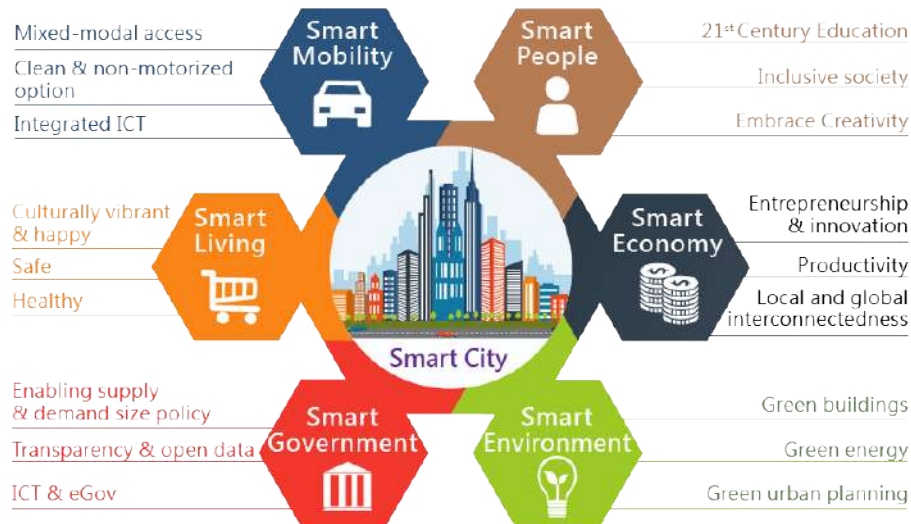 Mixed-modal access
Clean & non-motorized
option
Integrated ICT
Smart
Mobility
Smart
People
21st Century Education
Inclusive society
Embrace Creativity
Culturally vibrant
& happy
Safe
Healthy
Smart
Living
Smart City
Smart
Economy
Entrepreneurship
& innovation
Productivity
Local and global
interconnectedness
Enabling supply
& demand size policy
Transparency & open data
ICT & eGov
Smart
Government
Smart
Environment
Green buildings
Green energy
Green urban planning